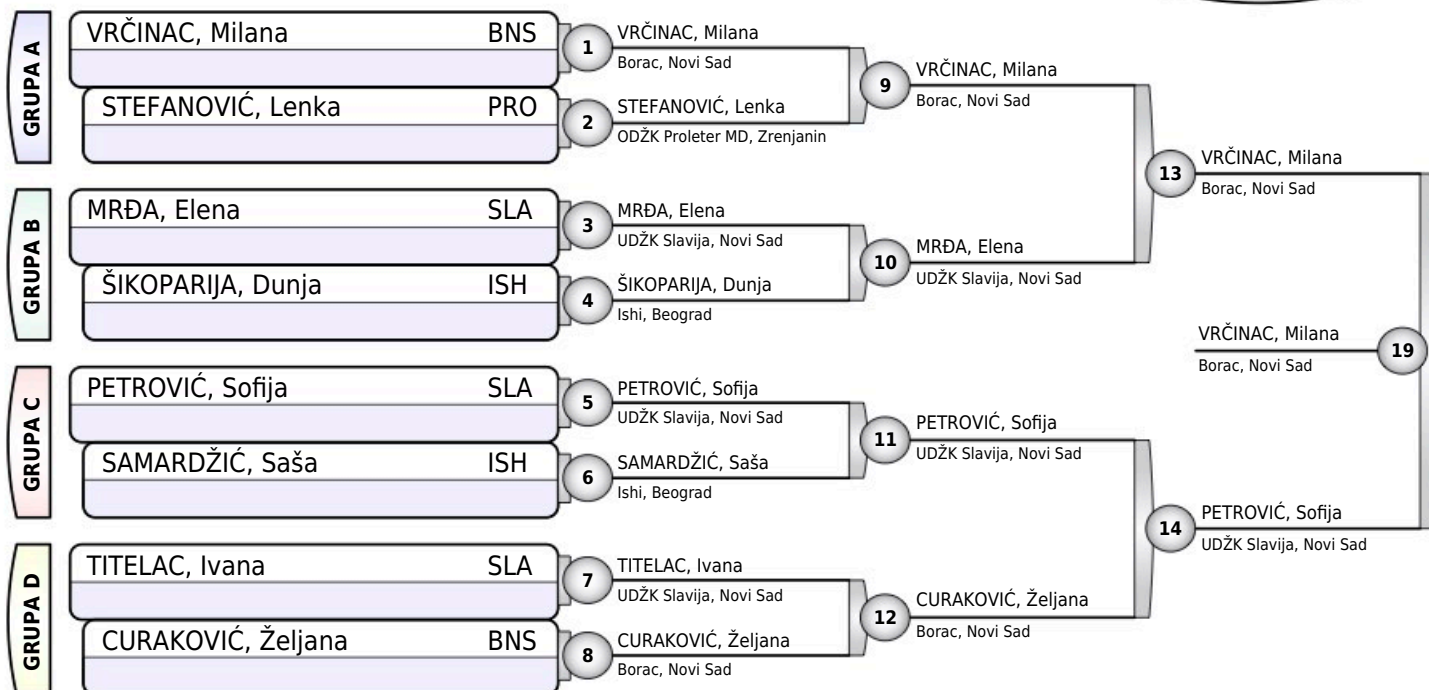 GRUPA A
VRČINAC, Milana BNS
STEFANOVIĆ, Lenka PRO
GRUPA B
MRĐA, Elena SLA
ŠIKOPARIJA, Dunja ISH
GRUPA C
PETROVIĆ, Sofija SLA
SAMARDŽIĆ, Saša ISH
GRUPA D
TITELAC, Ivana SLA
CURAKOVIĆ, Željana BNS
1
VRČINAC, Milana
Borac, Novi Sad
2
STEFANOVIĆ, Lenka
ODŽK Proleter MD, Zrenjanin
3
MRĐA, Elena
UDŽK Slavija, Novi Sad
4
ŠIKOPARIJA, Dunja
Ishi, Beograd
5
PETROVIĆ, Sofija
UDŽK Slavija, Novi Sad
6
SAMARDŽIĆ, Saša
Ishi, Beograd
7
TITELAC, Ivana
UDŽK Slavija, Novi Sad
8
CURAKOVIĆ, Željana
Borac, Novi Sad
9
VRČINAC, Milana
Borac, Novi Sad
10
MRĐA, Elena
UDŽK Slavija, Novi Sad
11
PETROVIĆ, Sofija
UDŽK Slavija, Novi Sad
12
CURAKOVIĆ, Željana
Borac, Novi Sad
13
VRČINAC, Milana
Borac, Novi Sad
14
PETROVIĆ, Sofija
UDŽK Slavija, Novi Sad
VRČINAC, Milana
Borac, Novi Sad
19